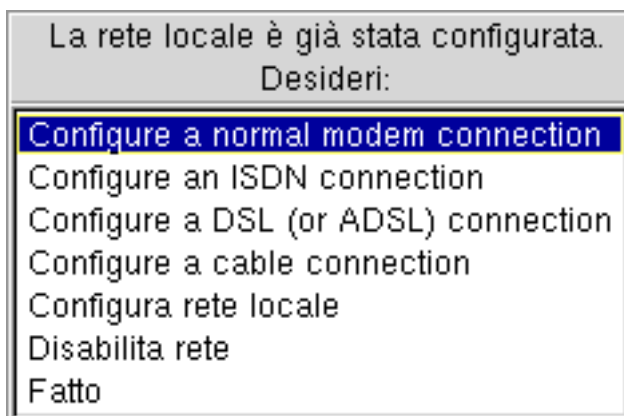 La rete locale è già stata configurata.
Desideri:
Configure a normal modem connection
Configure an ISDN connection
Configure a DSL (or ADSL) connection
Configure a cable connection
Configura rete locale
Disabilita rete
Fatto